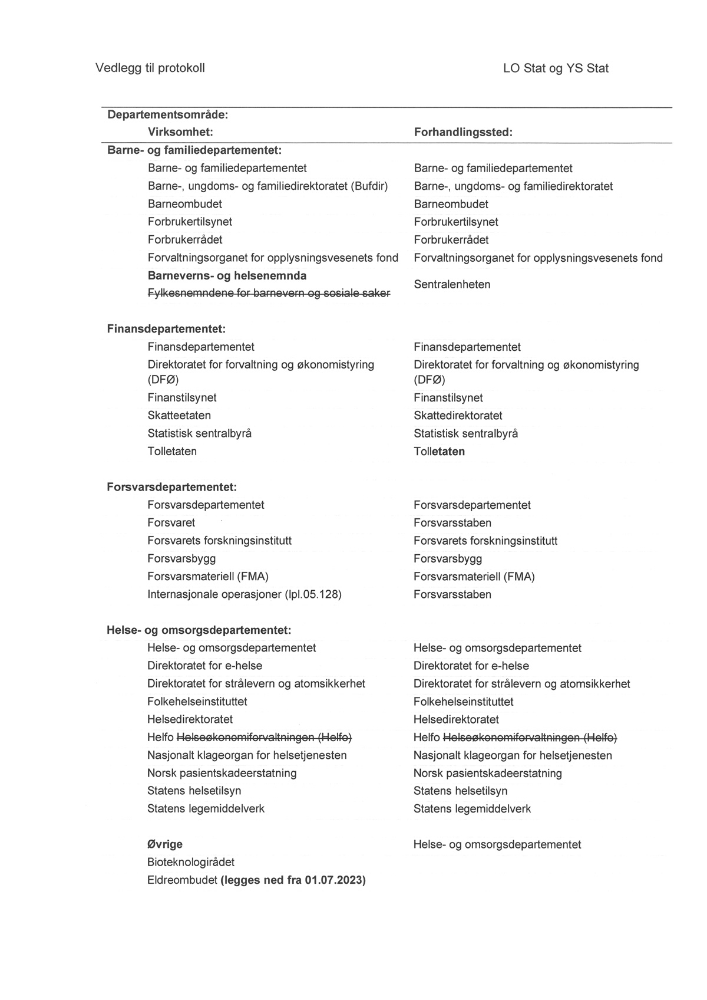 Vedlegg til protokoll LO Stat og YS Stat
Departementsområde:
Virksomhet: Forhandlingssted:
Barne- og familiedepartementet:
Barne- og familiedepartementet Barne- og familiedepartementet
Barne-, ungdoms- og familiedirektoratet (Bufdir) Barne-, ungdoms- og familiedirektoratet
Barneombudet Barneombudet
Forbrukertilsynet Forbrukertilsynet
Forbrukerrådet Forbrukerrådet
Forvaltningsorganet for opplysningsvesenets fond Forvaltningsorganet for opplysningsvesenets fond
Barneverns- og helsenemnda
Sentralenheten
Fylkesnemndene for barnevern og sosiale saker
Finansdepartementet:
Finansdepartementet Finansdepartementet
Direktoratet for forvaltning og økonomistyring Direktoratet for forvaltning og økonomistyring
(DFØ) (DFØ)
Finanstilsynet Finanstilsynet
Skatteetaten Skattedirektoratet
Statistisk sentralbyrå Statistisk sentralbyrå
Tolletaten Tolletaten
Forsvarsdepartementet:
Forsvarsdepartementet Forsvarsdepartementet
Forsvaret Forsvarsstaben
Forsvarets forskningsinstitutt Forsvarets forskningsinstitutt
Forsvarsbygg Forsvarsbygg
Forsvarsmateriell (FMA) Forsvarsmateriell (FMA)
Internasjonale operasjoner (lpl.05.128) Forsvarsstaben
Helse- og omsorgsdepartementet:
Helse- og omsorgsdepartementet Helse- og omsorgsdepartementet
Direktoratet for e-helse Direktoratet for e-helse
Direktoratet for strålevern og atomsikkerhet Direktoratet for strålevern og atomsikkerhet
Folkehelseinstituttet Folkehelseinstituttet
Helsedirektoratet Helsedirektoratet
Helfo Helseøkonomiforvaltningen (Helfo) Helfo Helseøkonomiforvaltningen (Helfo)
Nasjonalt klageorgan for helsetjenesten Nasjonalt klageorgan for helsetjenesten
Norsk pasientskadeerstatning Norsk pasientskadeerstatning
Statens helsetilsyn Statens helsetilsyn
Statens legemiddelverk Statens legemiddelverk
Øvrige Helse- og omsorgsdepartementet
Bioteknologirådet
Eldreombudet (legges ned fra 01.07.2023)